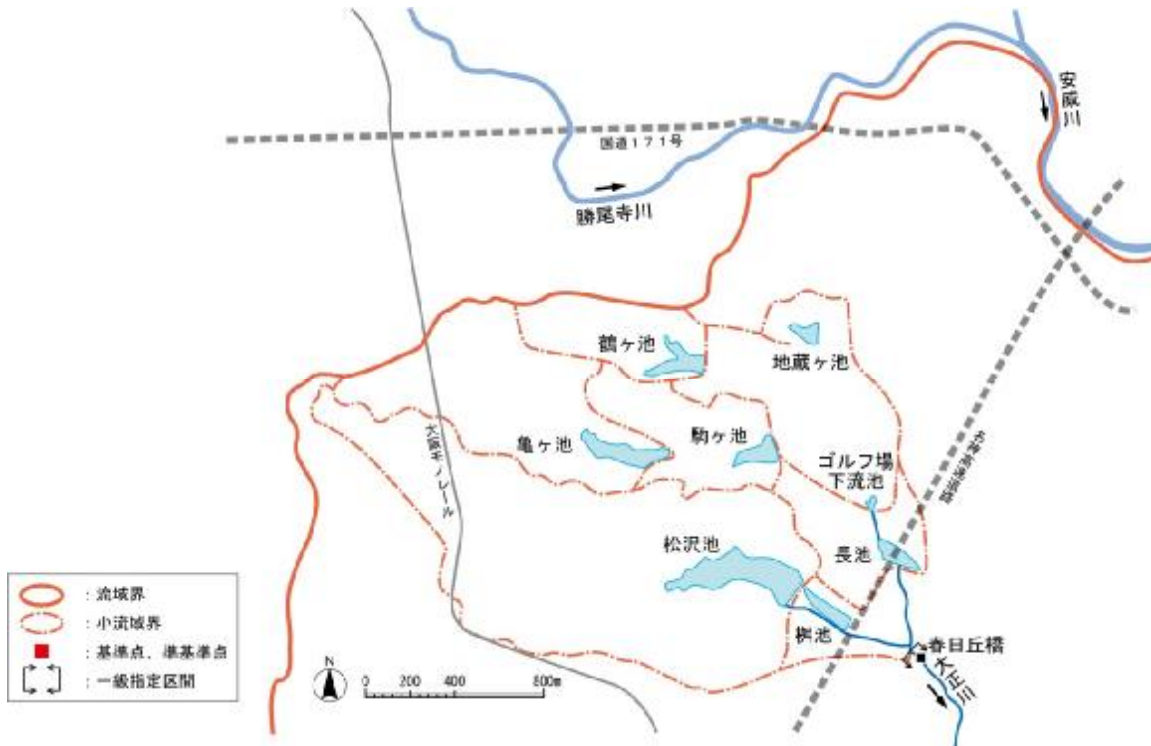 安威川
国道171号
勝尾寺川
鶴ヶ池
地蔵ヶ池
大阪モノレール
亀ヶ池
駒ヶ池
ゴルフ場
下流池
名神高速道路
松沢池
長池
桝池
春日丘橋
大正川
：流域界
：小流域界
：基準点、準基準点
：一級指定区間
N
0 200 400 800m